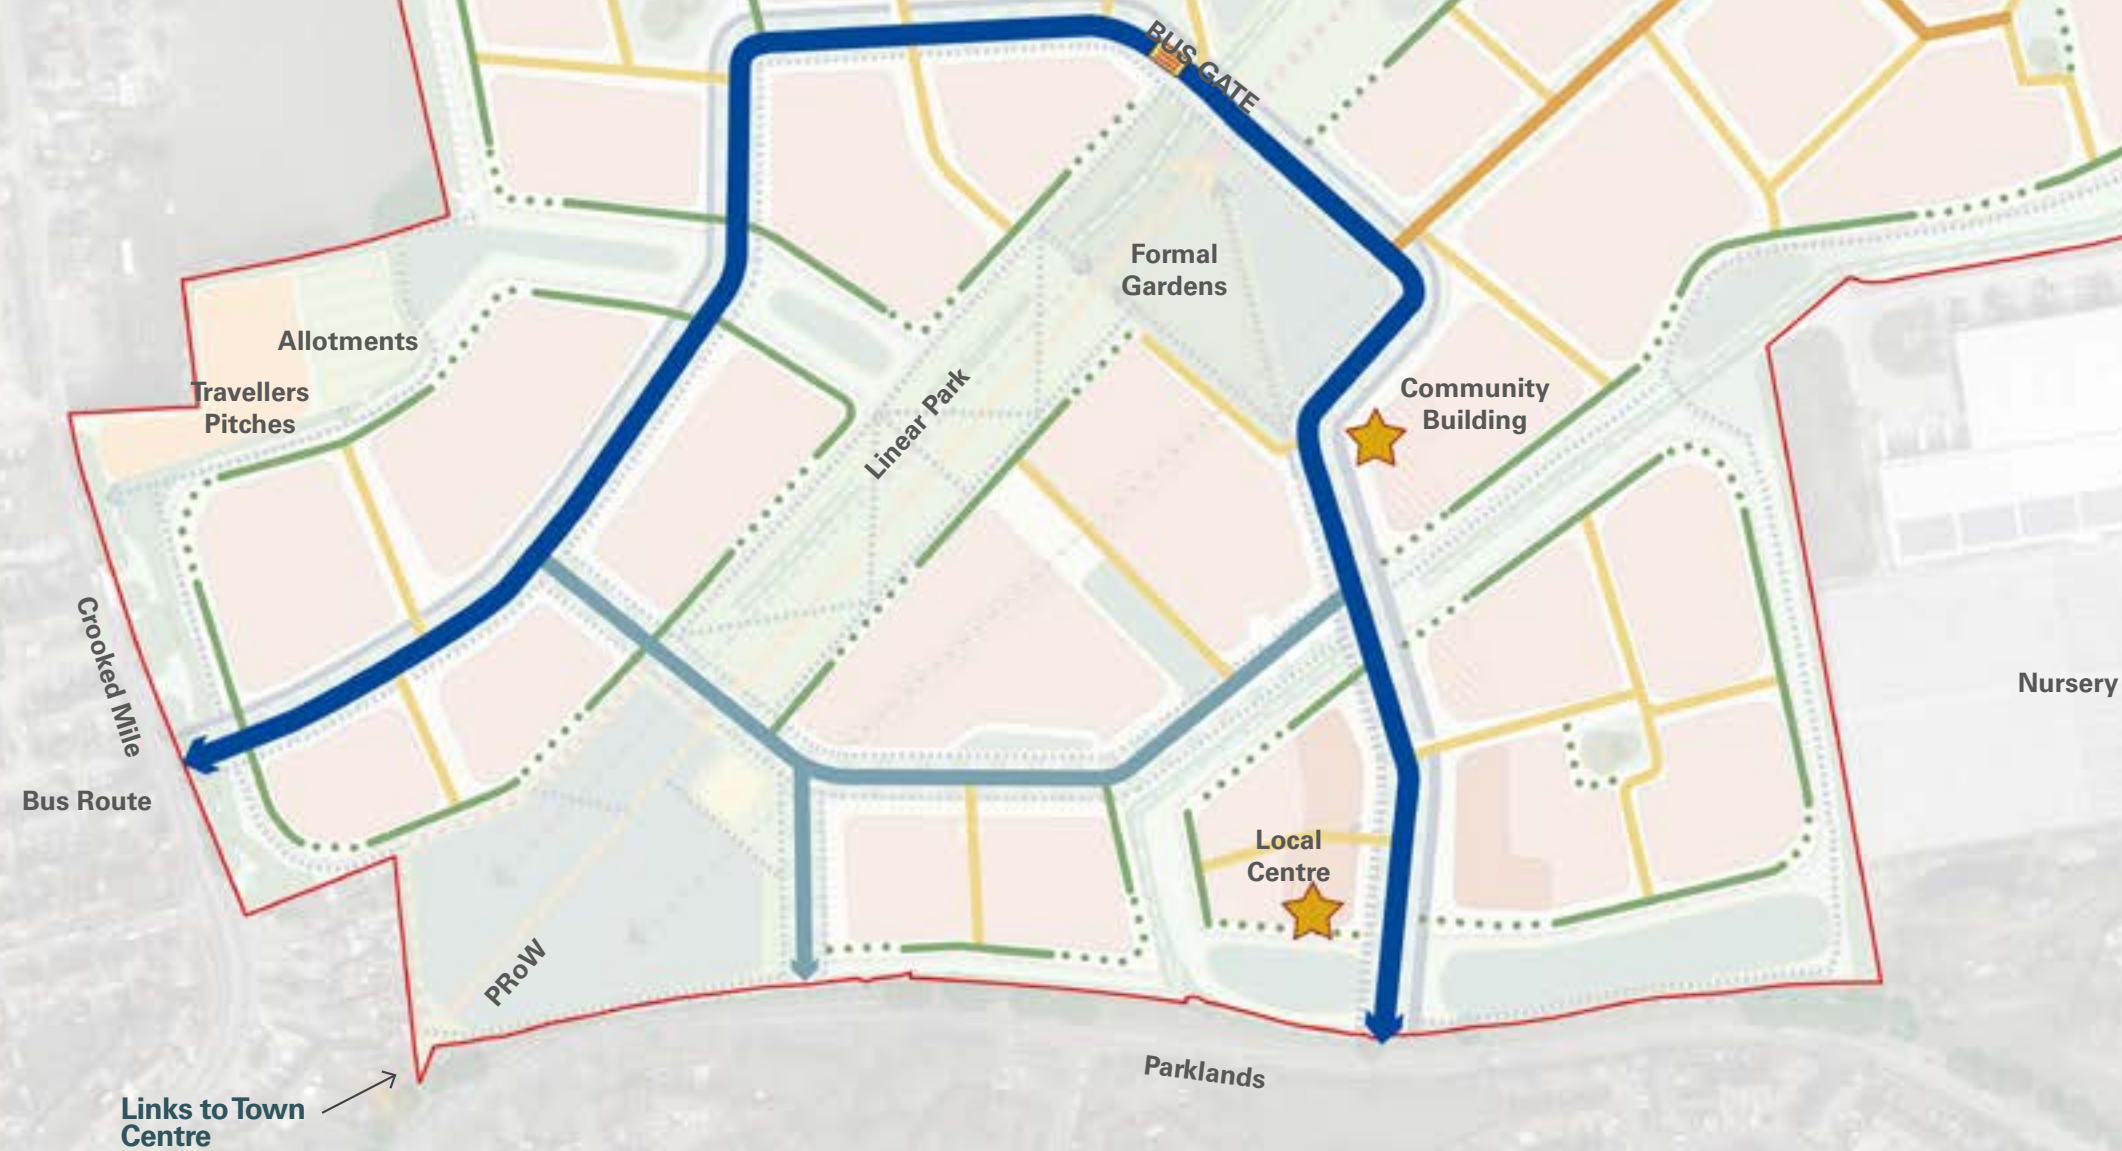 BUS GATE
Formal
Gardens
Allotments
Travellers
Pitches
Linear Park
Community
Building
Crooked Mile
Bus Route
Nursery
Local
Centre
PRoW
Parklands
Links to Town
Centre